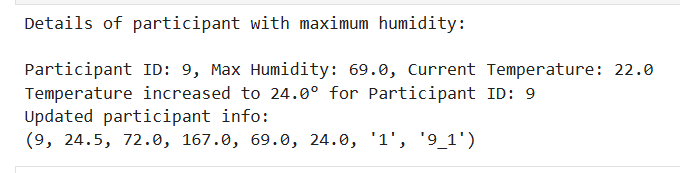 Details of participant with maximum humidity:
Participant ID: 9, Max Humidity: 69.0, Current Temperature: 22.0
Temperature increased to 24.0° for Participant ID: 9
Updated participant info:
(9, 24.5, 72.0, 167.0, 69.0, 24.0, '1', '9_1')